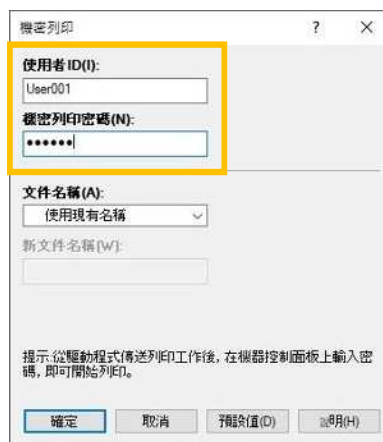 機密列印
使用者ID(I):
User001
機密列印密碼(N):
••••••
文件名稱(A):
使用現有名稱
新文件名稱(W):
提示:從驅動程式傳送列印工作後,在機器控制面板上輸入密
碼,即可開始列印。
確定 取消 預設值(D) 說明(H)